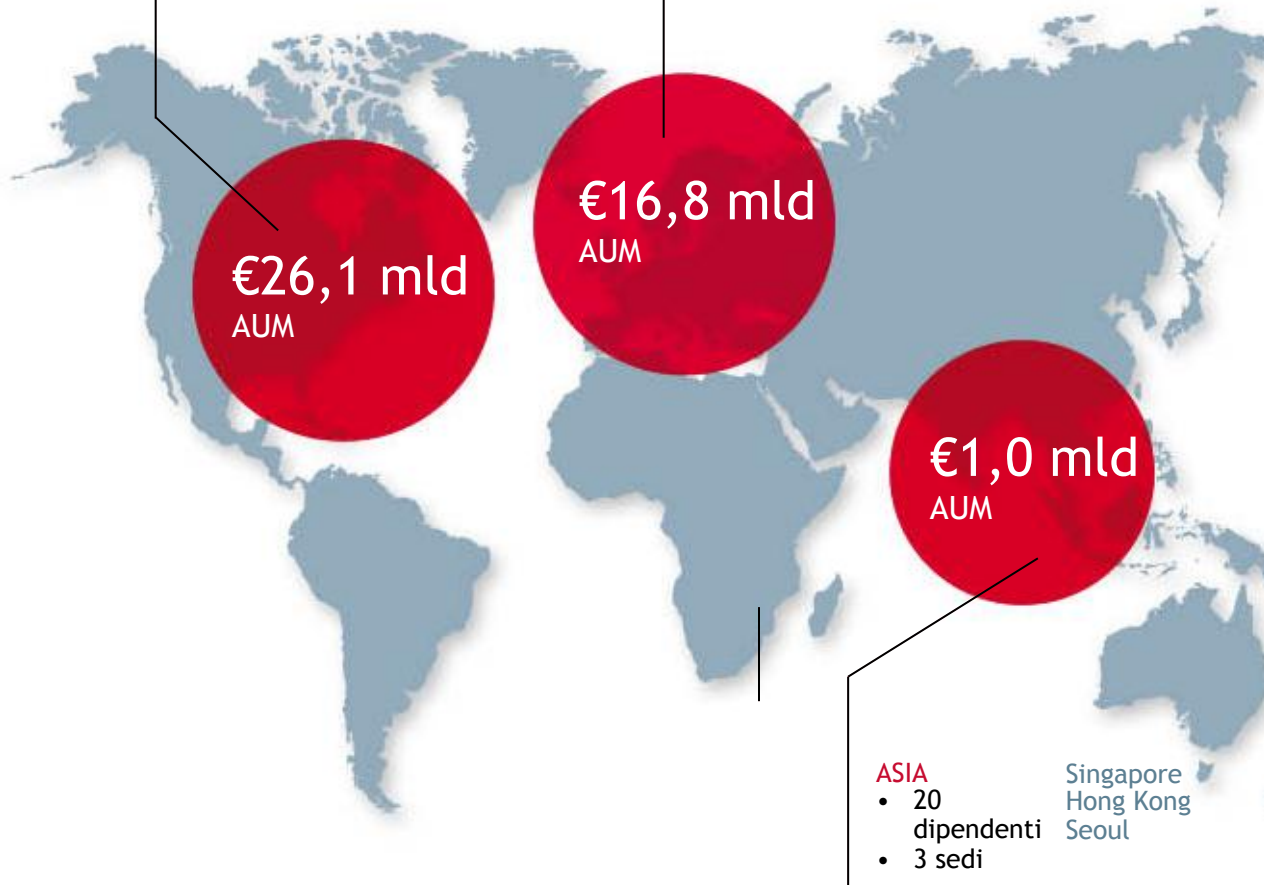 €16,8 mld
AUM
€26,1 mld
AUM
€1,0 mld
AUM
ASIA
• 20
dipendenti
• 3 sedi
Singapore
Hong Kong
Seoul